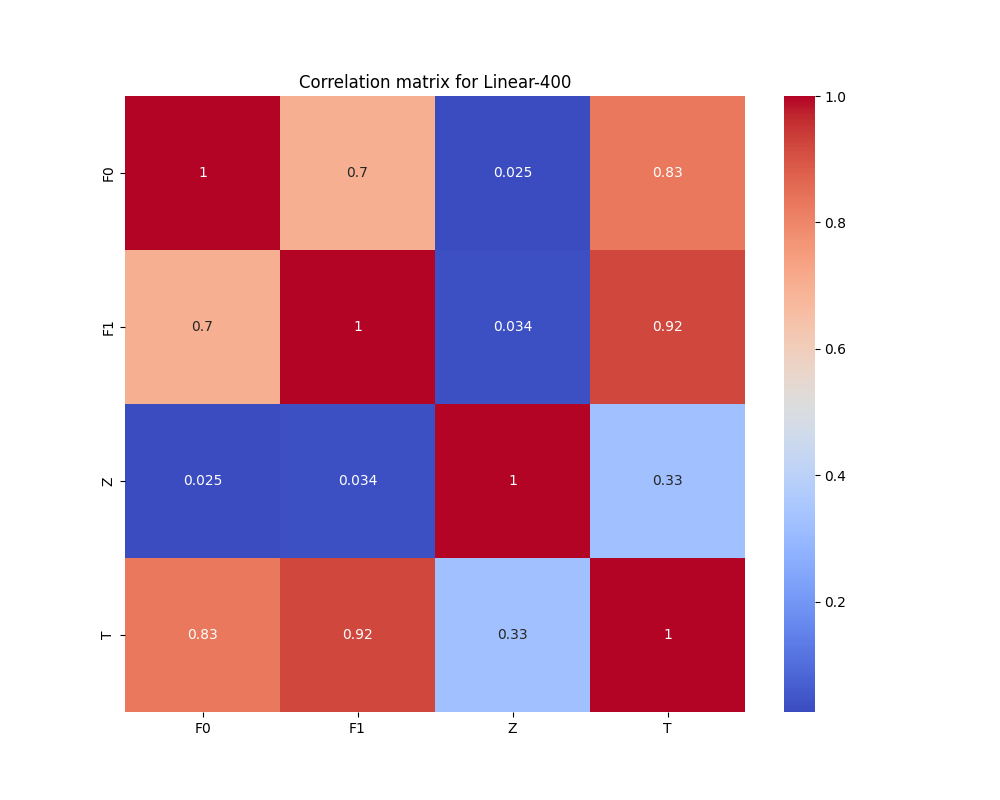 Correlation matrix for Linear-400
F0 1 0.7 0.025 0.83
F1 0.7 1 0.034 0.92
Z 0.025 0.034 1 0.33
T 0.83 0.92 0.33 1
F0 F1 Z T
1.0
0.8
0.6
0.4
0.2